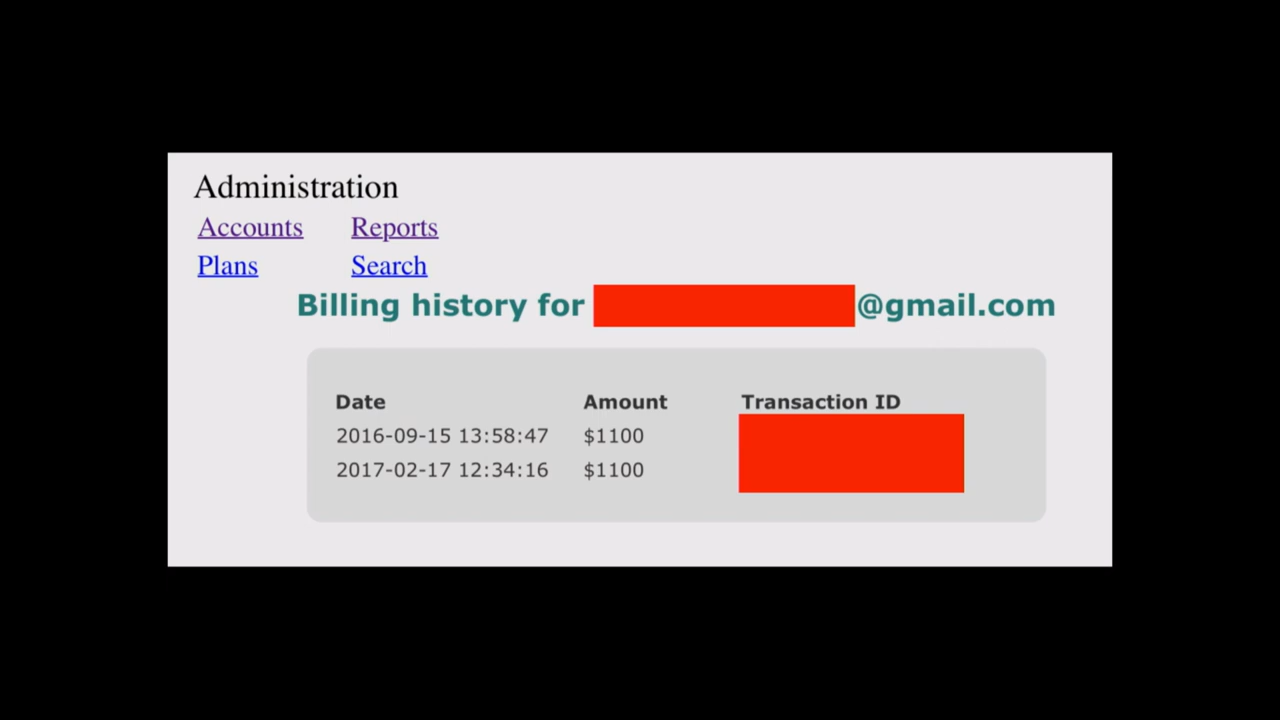 Administration
Accounts Reports
Plans Search
Billing history for @gmail.com
Date Amount Transaction ID
2016-09-15 13:58:47 $1100
2017-02-17 12:34:16 $1100